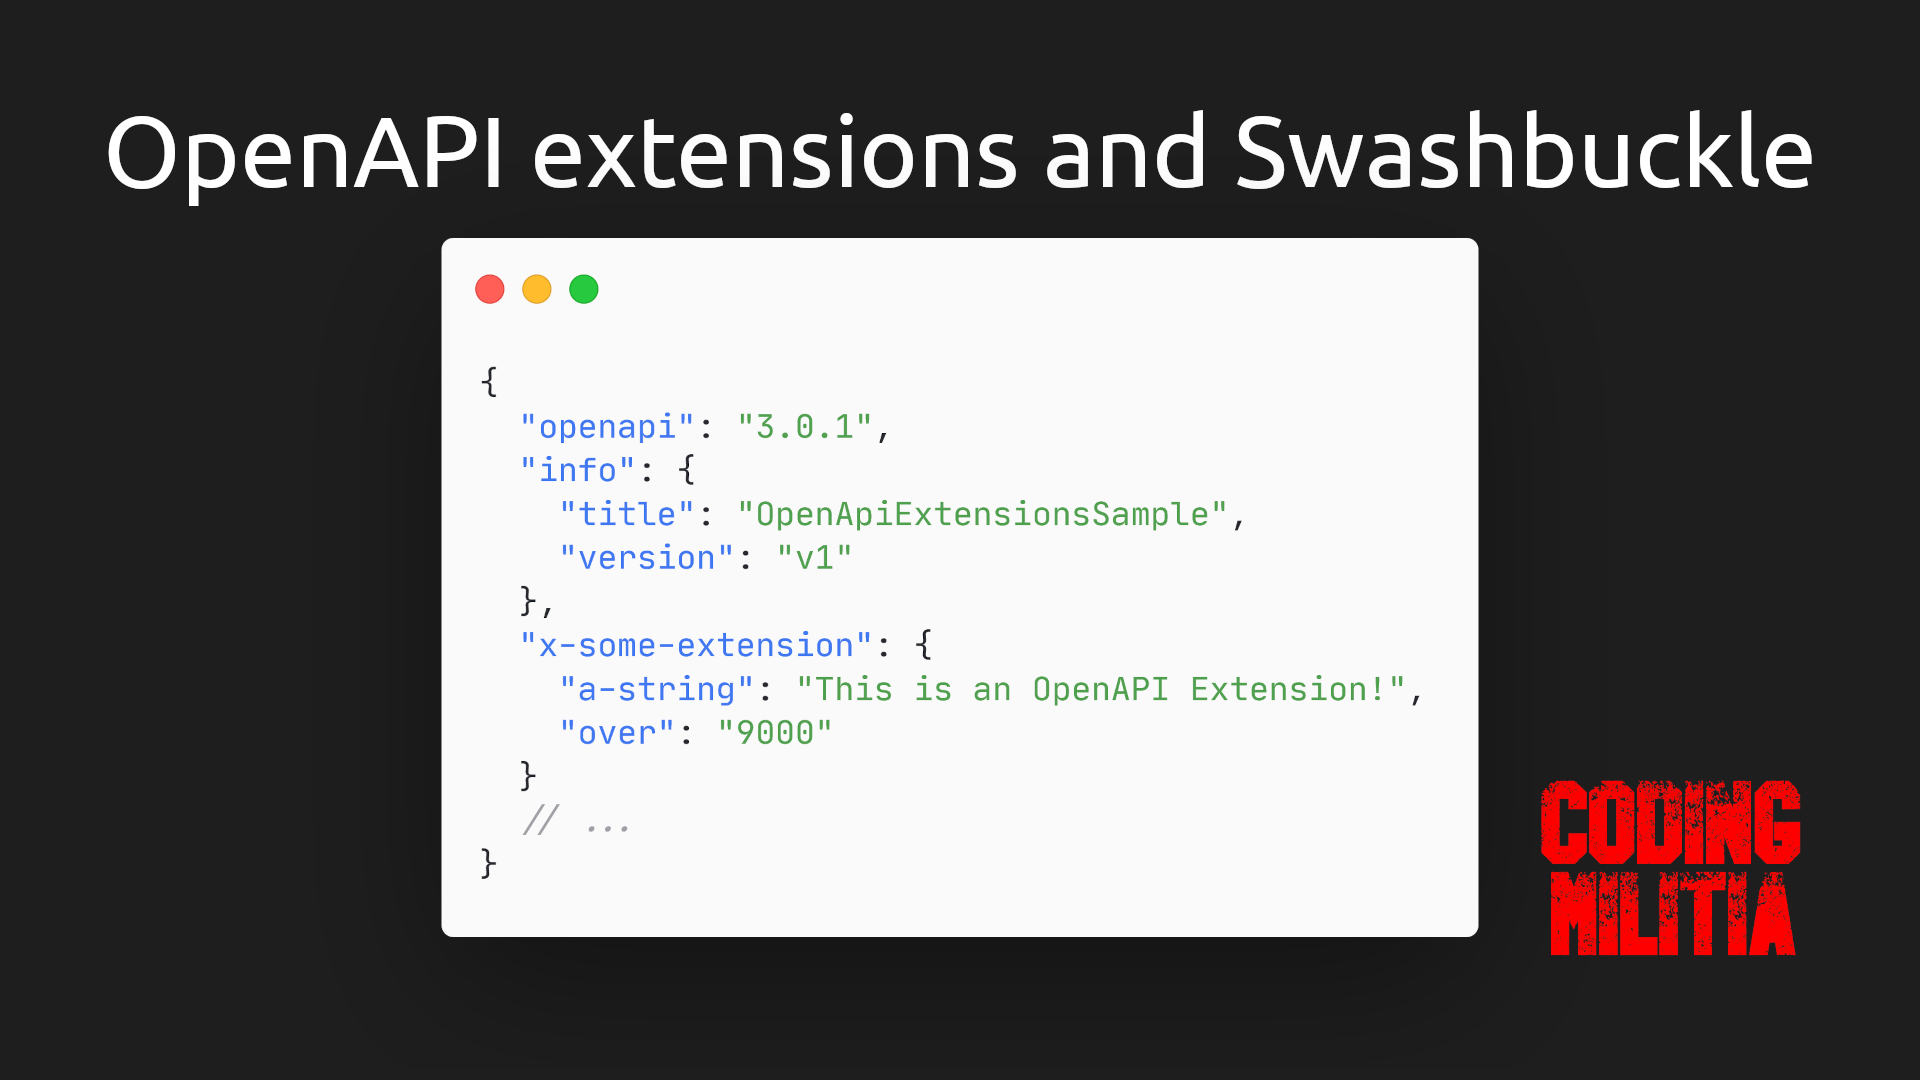 OpenAPI extensions and Swashbuckle
{
  "openapi": "3.0.1",
  "info": {
    "title": "OpenApiExtensionsSample",
    "version": "v1"
  },
  "x-some-extension": {
    "a-string": "This is an OpenAPI Extension!",
    "over": "9000"
  }
  // ...
}
CODING
MILITIA